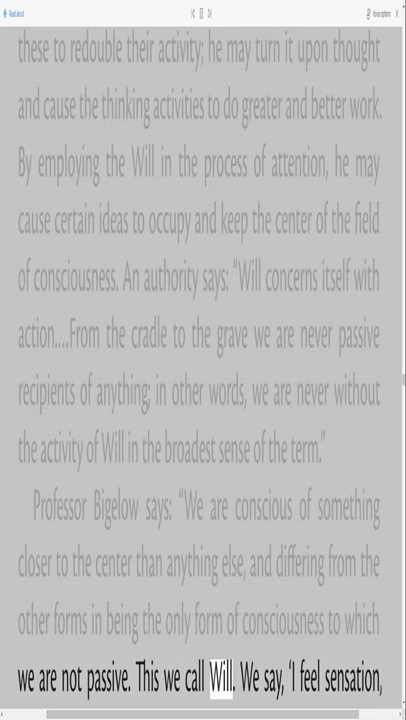 Read aloud
Voice options
these to redouble their activity; he may turn it upon thought
and cause the thinking activities to do greater and better work.
By employing the Will in the process of attention, he may
cause certain ideas to occupy and keep the center of the field
of consciousness. An authority says: “Will concerns itself with
action....From the cradle to the grave we are never passive
recipients of anything; in other words, we are never without
the activity of Will in the broadest sense of the term.”
Professor Bigelow says: “We are conscious of something
closer to the center than anything else, and differing from the
other forms in being the only form of consciousness to which
we are not passive. This we call Will. We say, ‘I feel sensation,